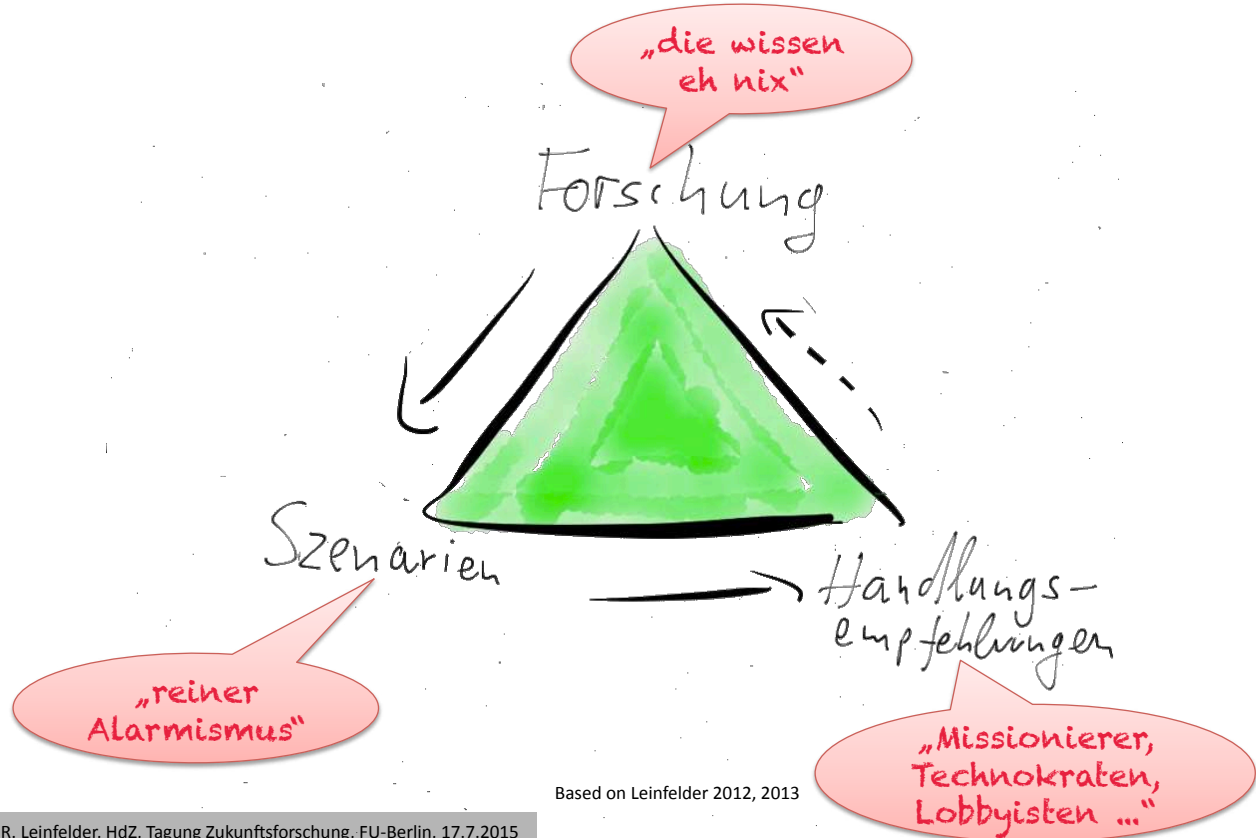 „die wissen
eh nix“
Forschung
Szenarien
Handlungs-
empfehlungen
„reiner
Alarmismus“
„Missionierer,
Technokraten,
Lobbyisten ...“
Based on Leinfelder 2012, 2013
R. Leinfelder, HdZ, Tagung Zukunftsforschung, FU-Berlin, 17.7.2015